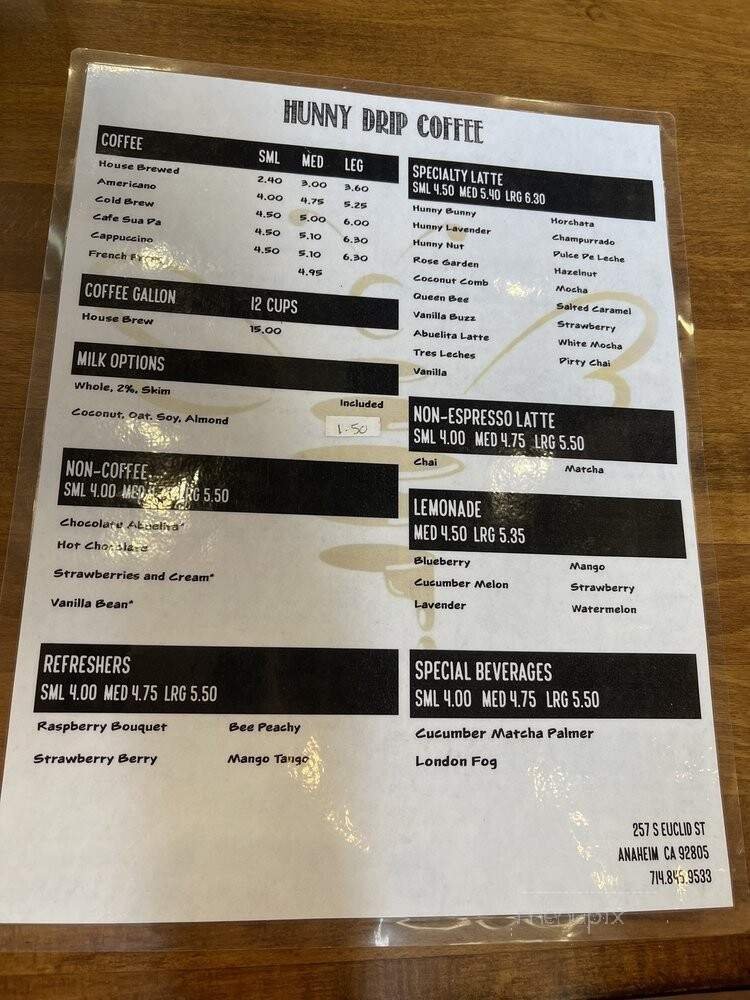 HUNNY DRIP COFFEE
COFFEE SML MED LEG
House Brewed 2.40 3.00 3.60
Americano 4.00 4.75 5.25
Cold Brew 4.50 5.00 6.00
Cafe Sua Da 4.50 5.10 6.30
Cappuccino 4.50 5.10 6.30
French 4.95
COFFEE GALLON 12 CUPS
House Brew 15.00
MILK OPTIONS
Whole, 2%, Skim Included
Coconut, Oat, Soy, Almond 1.50
NON-COFFEE
SML 4.00 MED LRG 5.50
Chocolate Abuelita*
Hot Chocolate
Strawberries and Cream*
Vanilla Bean*
REFRESHERS
SML 4.00 MED 4.75 LRG 5.50
Raspberry Bouquet Bee Peachy
Strawberry Berry Mango Tango
SPECIALTY LATTE
SML 4.50 MED 5.40 LRG 6.30
Hunny Bunny Horchata
Hunny Lavender Champurrado
Hunny Nut Dulce De Leche
Rose Garden Hazelnut
Coconut Comb Mocha
Queen Bee Salted Caramel
Vanilla Buzz Strawberry
Abuelita Latte White Mocha
Tres Leches Dirty Chai
Vanilla
NON-ESPRESSO LATTE
SML 4.00 MED 4.75 LRG 5.50
Chai Matcha
LEMONADE
MED 4.50 LRG 5.35
Blueberry Mango
Cucumber Melon Strawberry
Lavender Watermelon
SPECIAL BEVERAGES
SML 4.00 MED 4.75 LRG 5.50
Cucumber Matcha Palmer
London Fog
257 S EUCLID ST
ANAHEIM CA 92805
714.845.9533
menupix